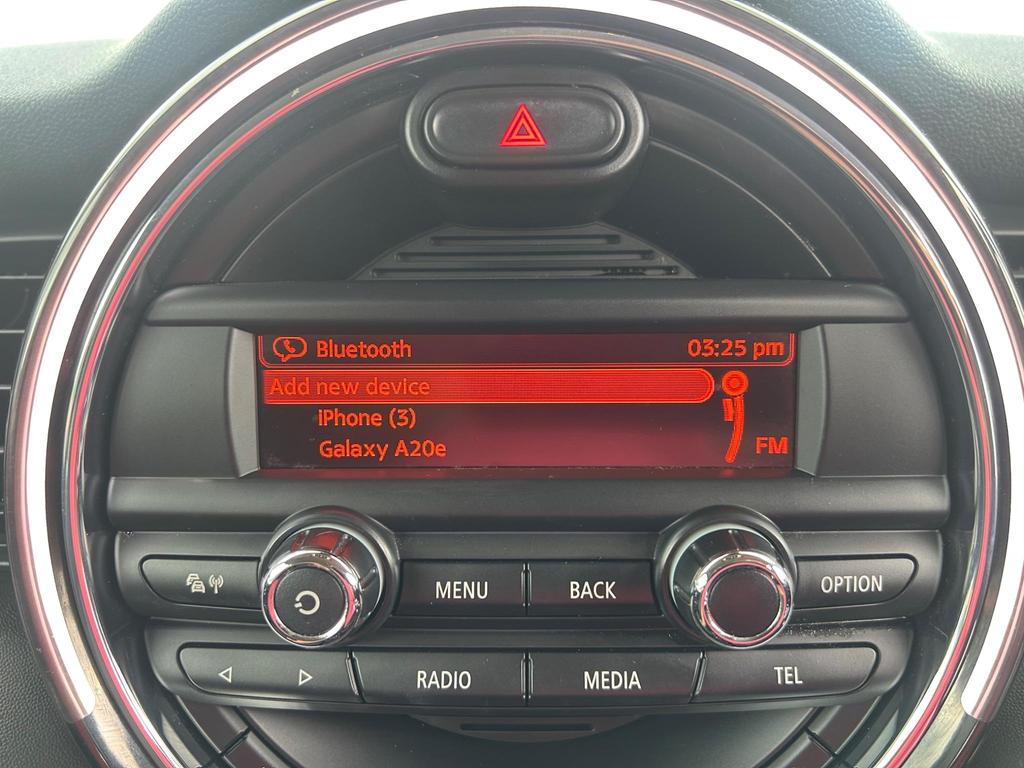 Bluetooth 03:25 pm
Add new device
iPhone (3)
Galaxy A20e FM
MENU BACK OPTION
RADIO MEDIA TEL